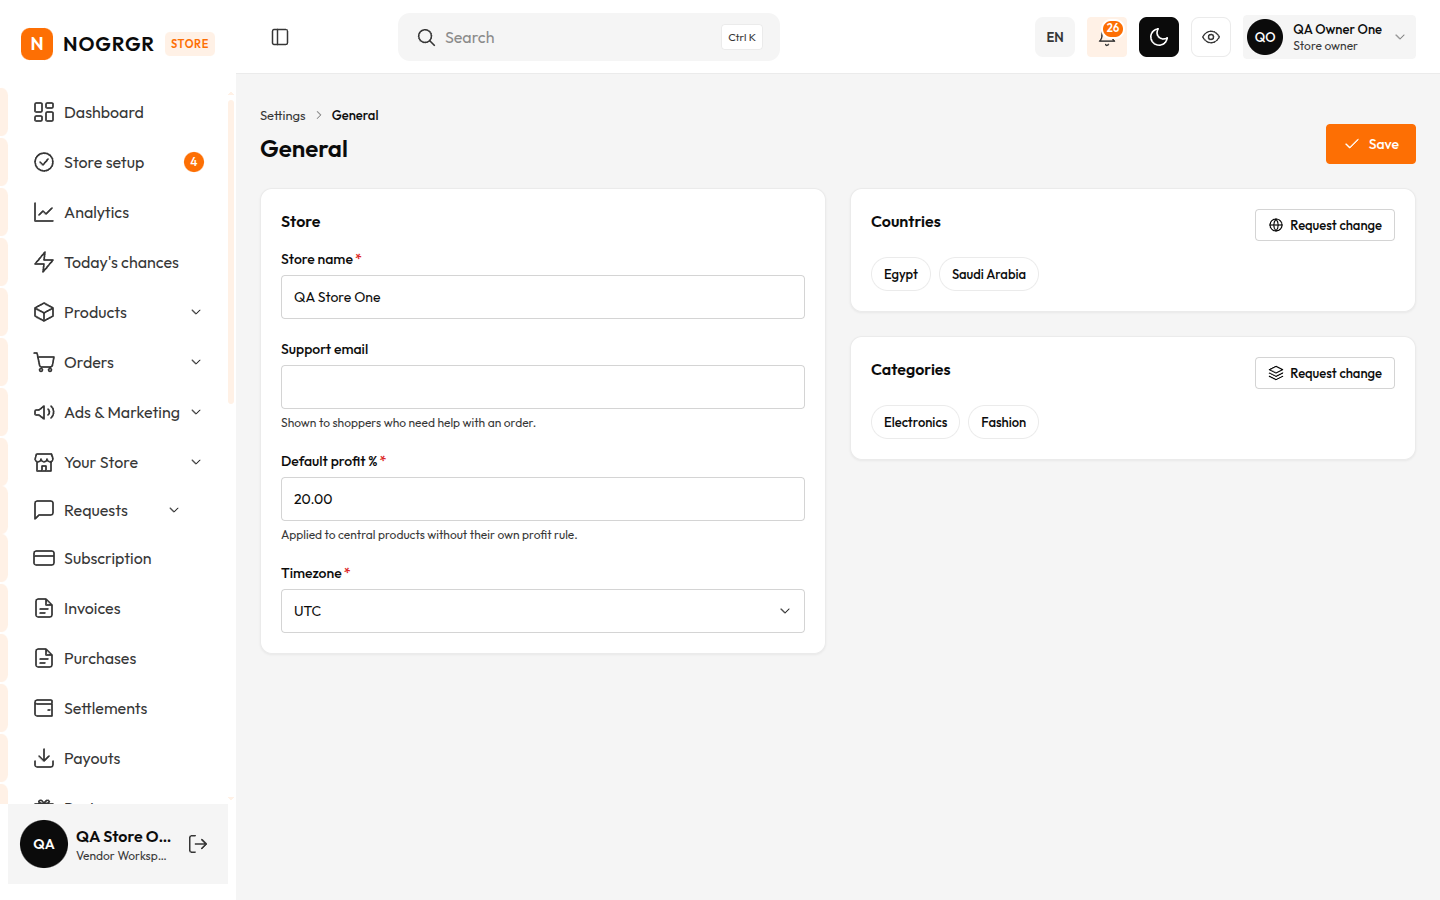 N NOGRGR STORE
Search
Ctrl K
EN
26
QO
QA Owner One
Store owner
Dashboard
Store setup
4
Analytics
Today's chances
Products
Orders
Ads & Marketing
Your Store
Requests
Subscription
Invoices
Purchases
Settlements
Payouts
QA
QA Store O...
Vendor Worksp...
Settings > General
General
Save
Store
Store name *
QA Store One
Support email
Shown to shoppers who need help with an order.
Default profit % *
20.00
Applied to central products without their own profit rule.
Timezone *
UTC
Countries
Request change
Egypt
Saudi Arabia
Categories
Request change
Electronics
Fashion